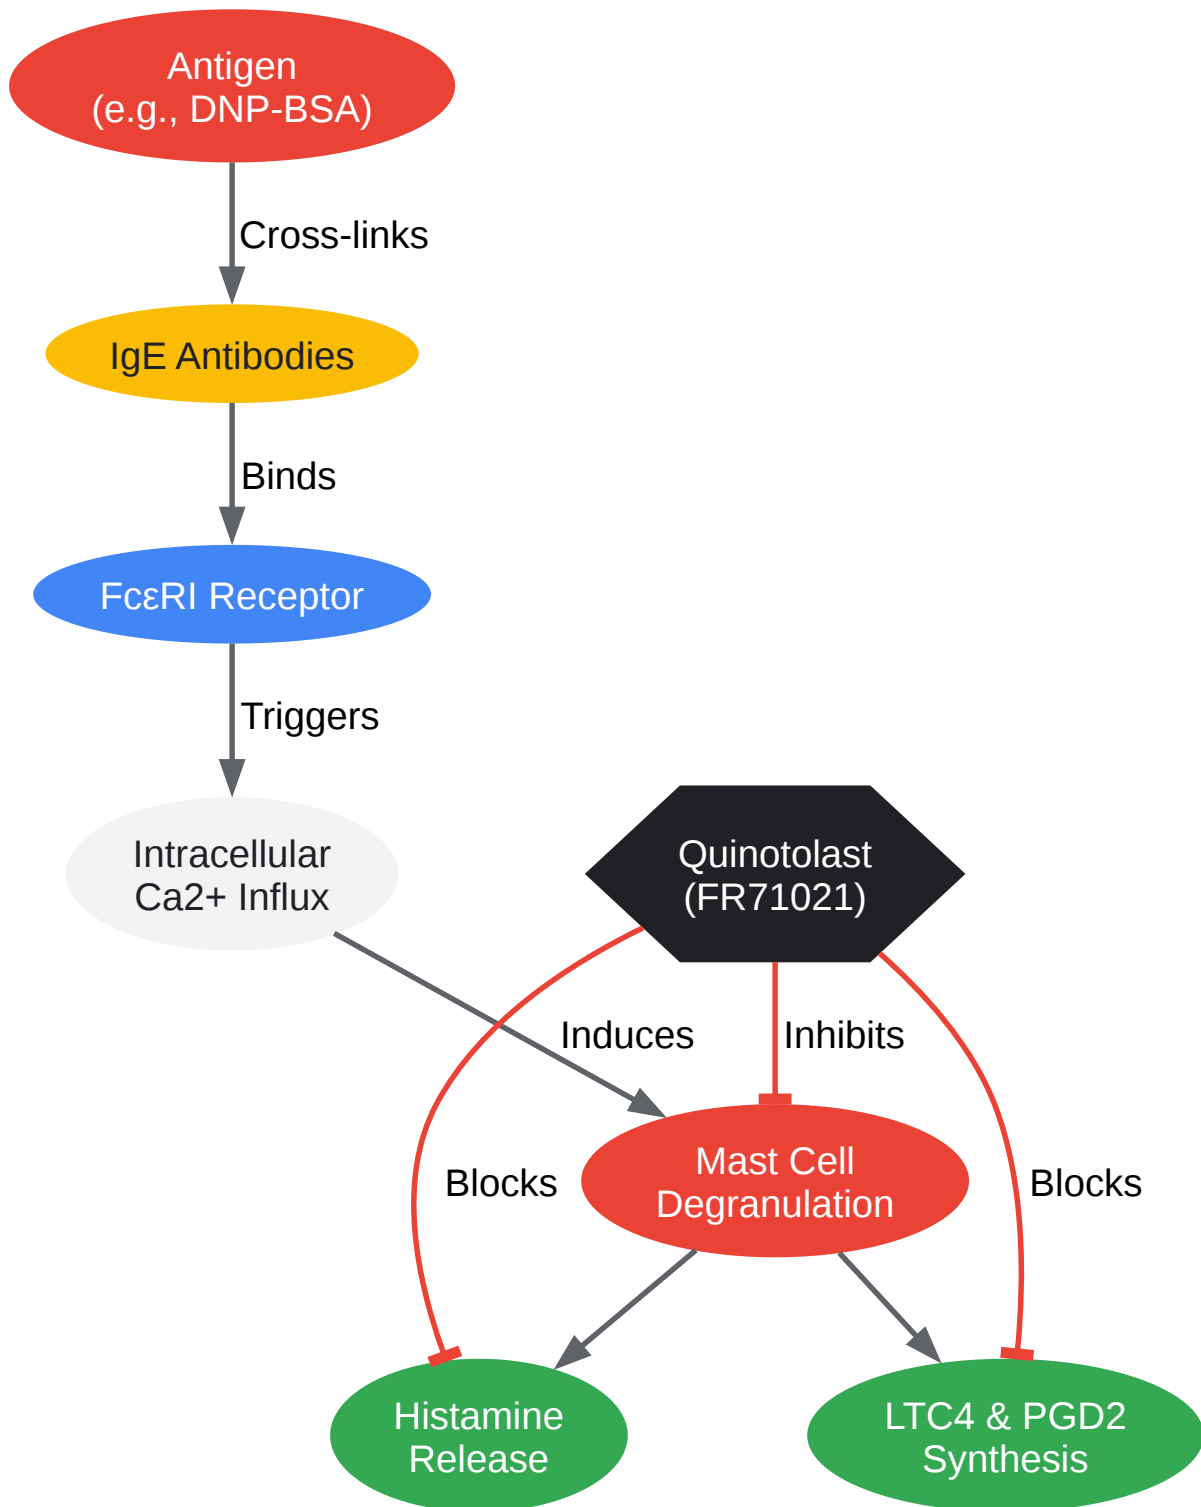 Antigen
(e.g., DNP-BSA)
Cross-links
IgE Antibodies
Binds
FcεRI Receptor
Triggers
Intracellular
Ca2+ Influx
Quinotolast
(FR71021)
Induces
Inhibits
Mast Cell
Degranulation
Blocks
Blocks
Histamine
Release
LTC4 & PGD2
Synthesis